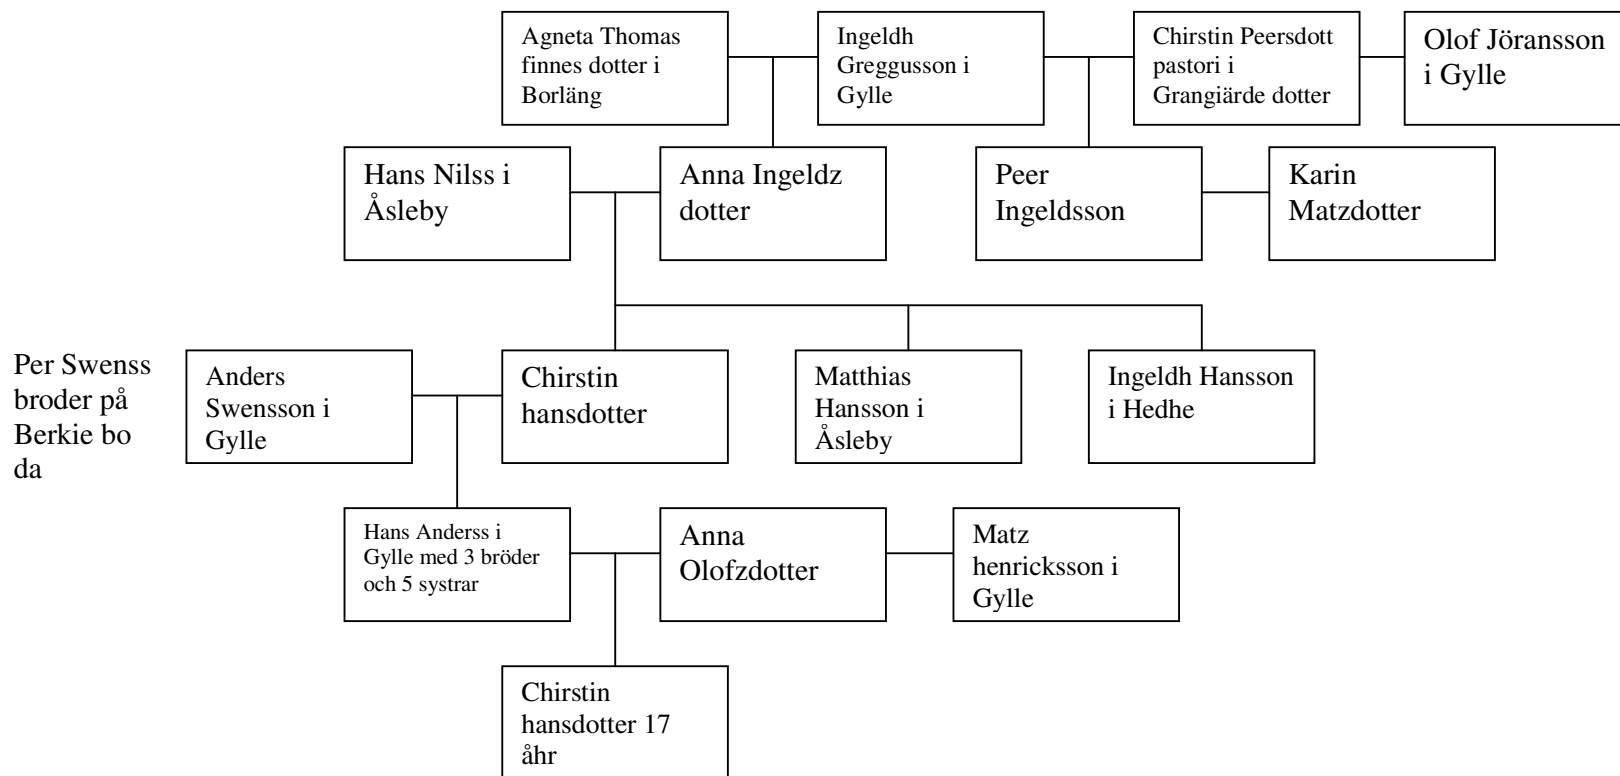 Agneta Thomas
finnes dotter i
Borläng
Ingeldh
Greggusson i
Gylle
Chirstin Peersdott
pastori i
Grangiärde dotter
Olof Jöransson
i Gylle
Hans Nilss i
Åsleby
Anna Ingeldz
dotter
Peer
Ingeldsson
Karin
Matzdotter
Per Swenss
broder på
Berkie bo
da
Anders
Swensson i
Gylle
Chirstin
hansdotter
Matthias
Hansson i
Åsleby
Ingeldh Hansson
i Hedhe
Hans Anderss i
Gylle med 3 bröder
och 5 systrar
Anna
Olofzdotter
Matz
henricksson i
Gylle
Chirstin
hansdotter 17
åhr